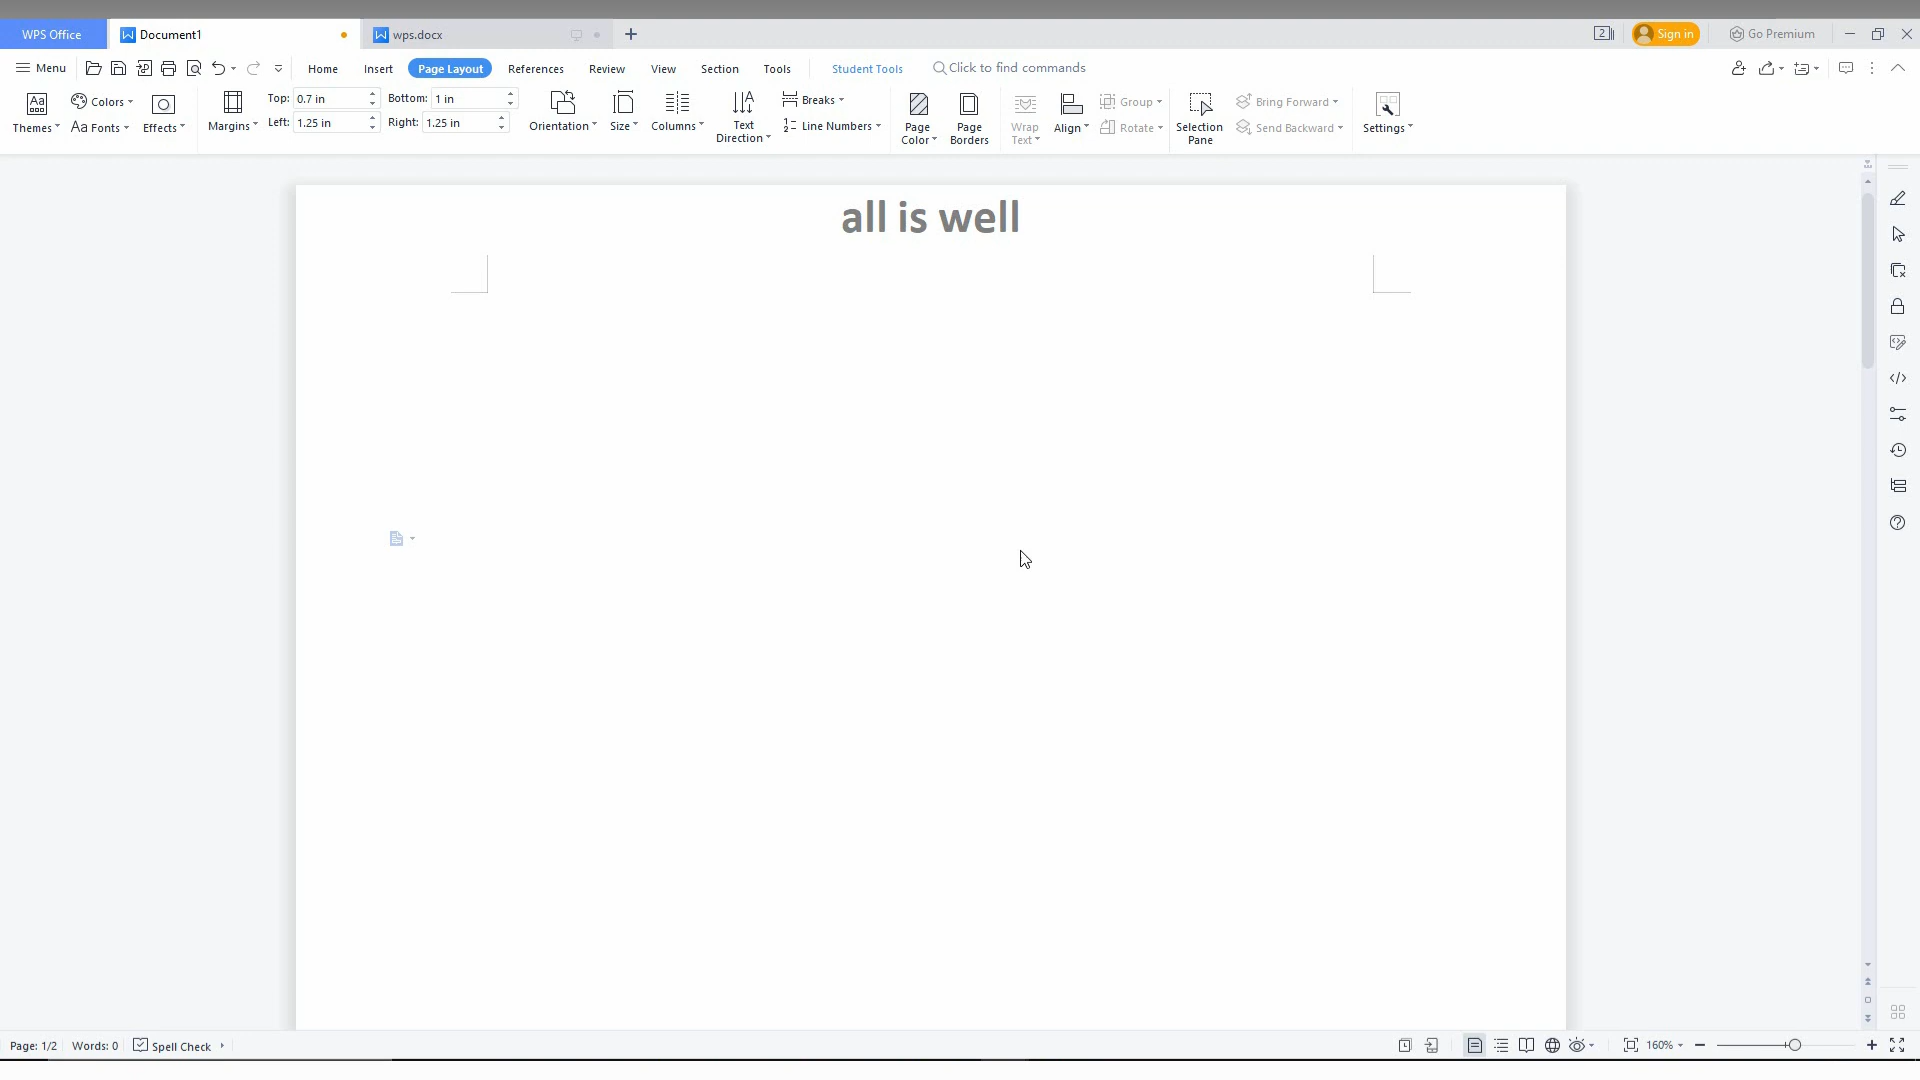 WPS Office
Document1
wps.docx
2
Sign in
Go Premium
Menu
Home
Insert
Page Layout
References
Review
View
Section
Tools
Student Tools
Click to find commands
Themes
Colors
Aa Fonts
Effects
Margins
Top: 0.7 in
Bottom: 1 in
Left: 1.25 in
Right: 1.25 in
Orientation
Size
Columns
Text
Direction
Breaks
Line Numbers
Page
Color
Page
Borders
Wrap
Text
Align
Group
Rotate
Selection
Pane
Bring Forward
Send Backward
Settings
all is well
Page: 1/2
Words: 0
Spell Check
160%